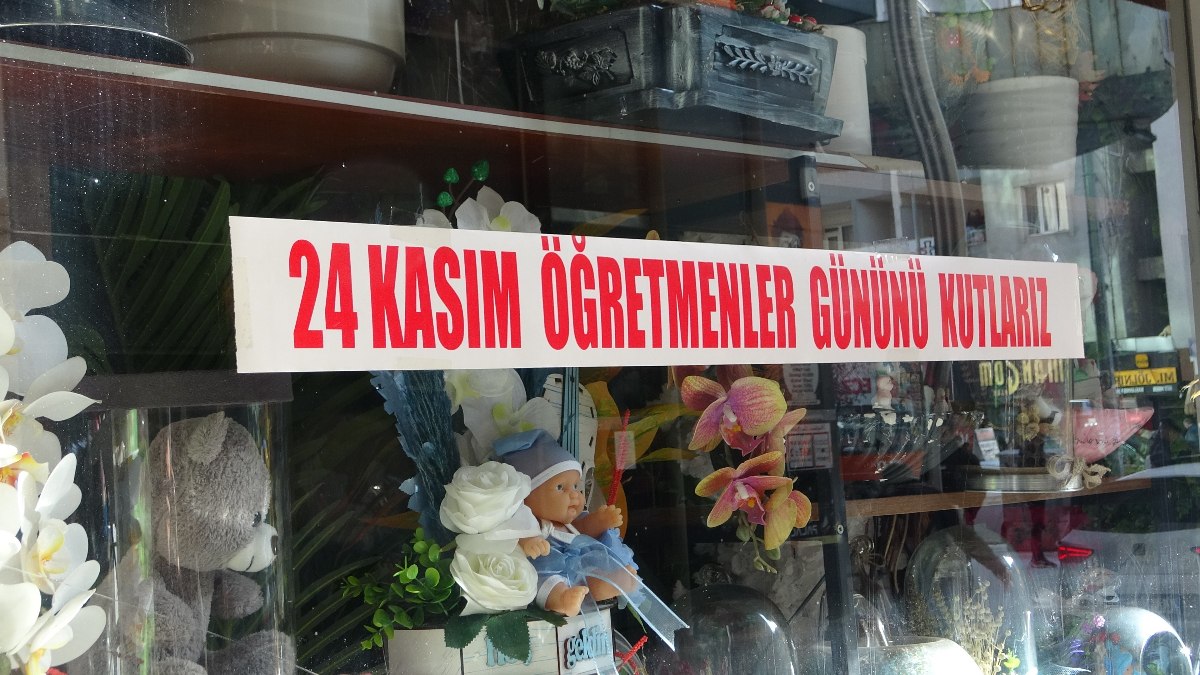 24 KASIM ÖĞRETMENLER GÜNÜNÜ KUTLARIZ